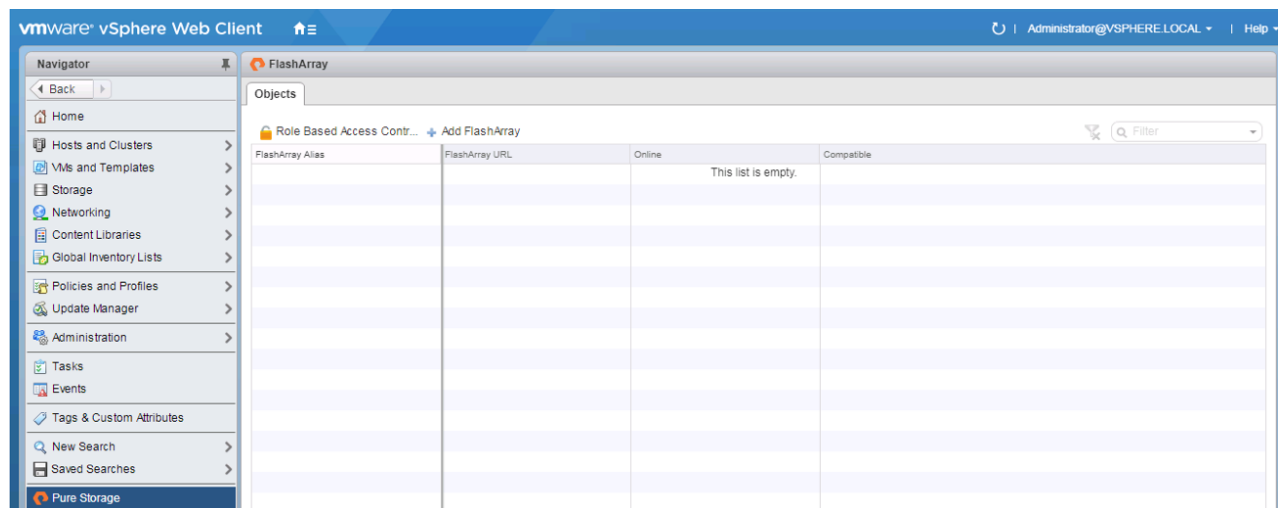 vmware® vSphere Web Client
Administrator@VSPHERE.LOCAL
Help
Navigator
Back
Home
Hosts and Clusters
VMs and Templates
Storage
Networking
Content Libraries
Global Inventory Lists
Policies and Profiles
Update Manager
Administration
Tasks
Events
Tags & Custom Attributes
New Search
Saved Searches
Pure Storage
FlashArray
Objects
Role Based Access Contr... Add FlashArray
Filter
FlashArray Alias FlashArray URL Online Compatible
This list is empty.